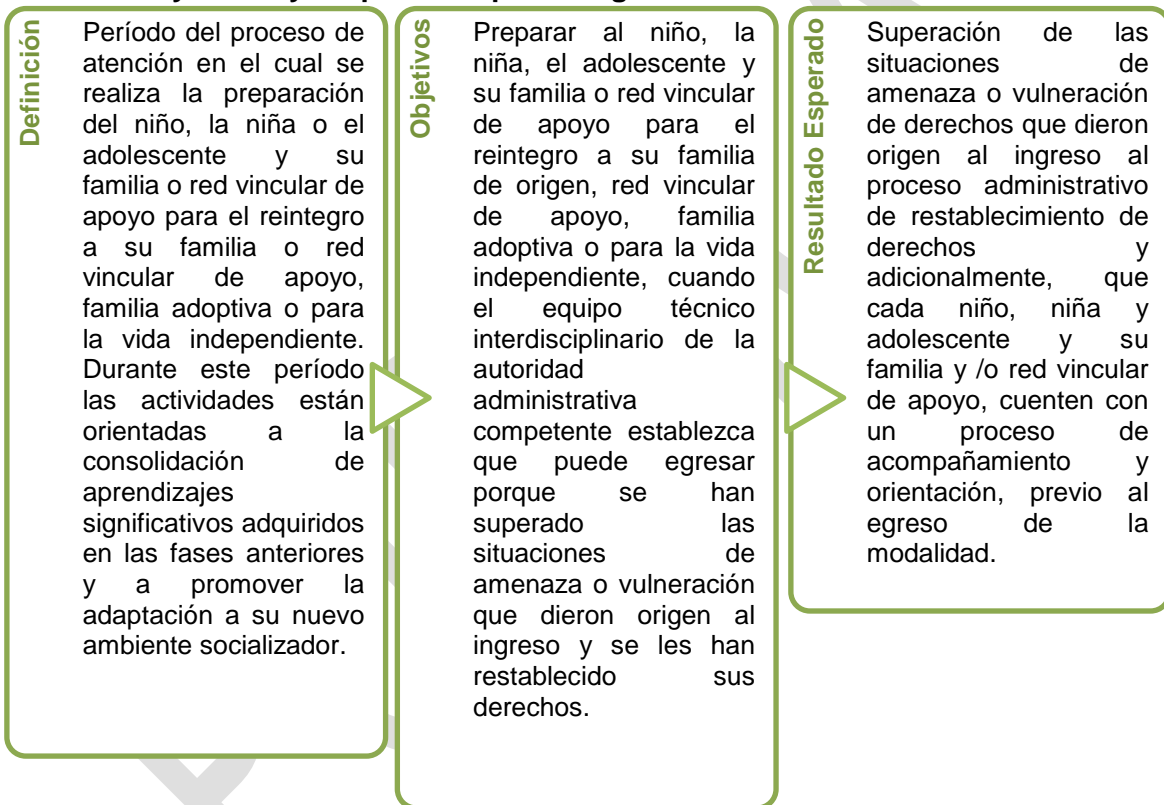 Definición
Período del proceso de
atención en el cual se
realiza la preparación
del niño, la niña o el
adolescente y su
familia o red vincular de
apoyo para el reintegro
a su familia o red
vincular de apoyo,
familia adoptiva o para
la vida independiente.
Durante este período
las actividades están
orientadas a la
consolidación de
aprendizajes
significativos adquiridos
en las fases anteriores
y a promover la
adaptación a su nuevo
ambiente socializador.
Objetivos
Preparar al niño, la
niña, el adolescente y
su familia o red vincular
de apoyo para el
reintegro a su familia
de origen, red vincular
de apoyo, familia
adoptiva o para la vida
independiente, cuando
el equipo técnico
interdisciplinario de la
autoridad
administrativa
competente establezca
que puede egresar
porque se han
superado las
situaciones de
amenaza o vulneración
que dieron origen al
ingreso y se les han
restablecido sus
derechos.
Resultado Esperado
Superación de las
situaciones de
amenaza o vulneración
de derechos que dieron
origen al ingreso al
proceso administrativo
de restablecimiento de
derechos y
adicionalmente, que
cada niño, niña y
adolescente y su
familia y /o red vincular
de apoyo, cuenten con
un proceso de
acompañamiento y
orientación, previo al
egreso de la
modalidad.